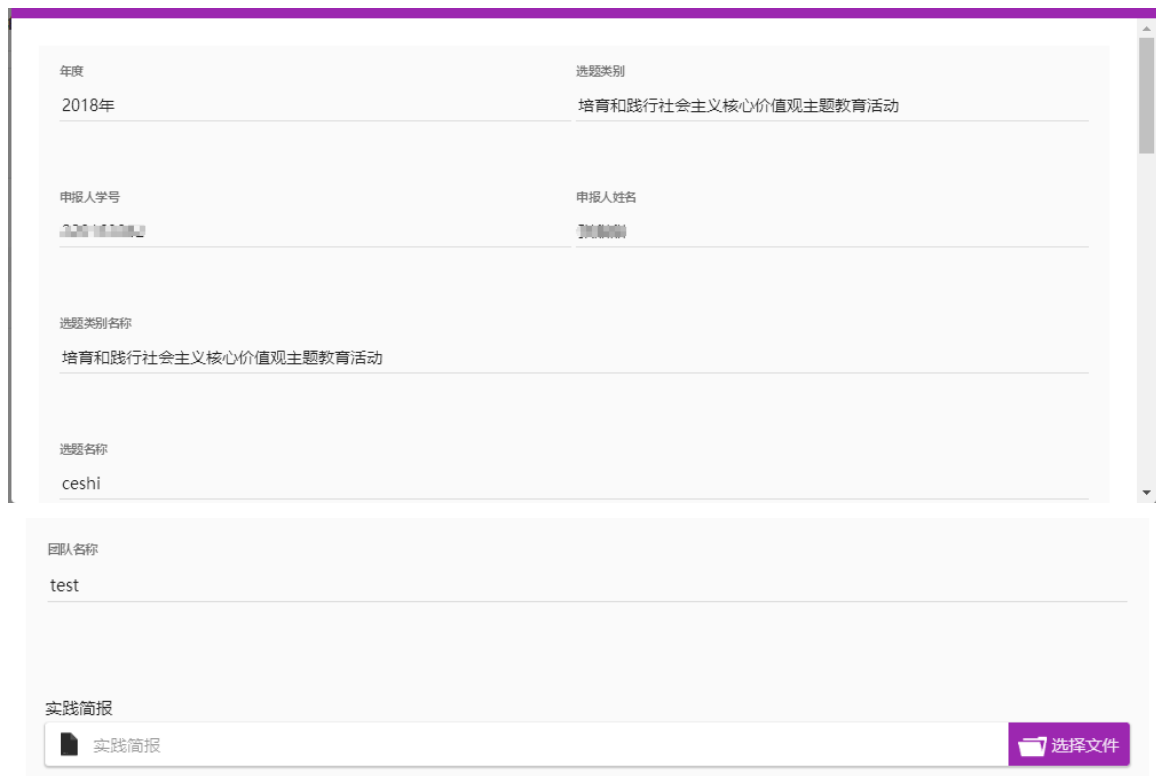 年度 选题类别
2018年 培育和践行社会主义核心价值观主题教育活动
申报人学号 申报人姓名
选题类别名称
培育和践行社会主义核心价值观主题教育活动
选题名称
ceshi
团队名称
test
实践简报
实践简报 选择文件